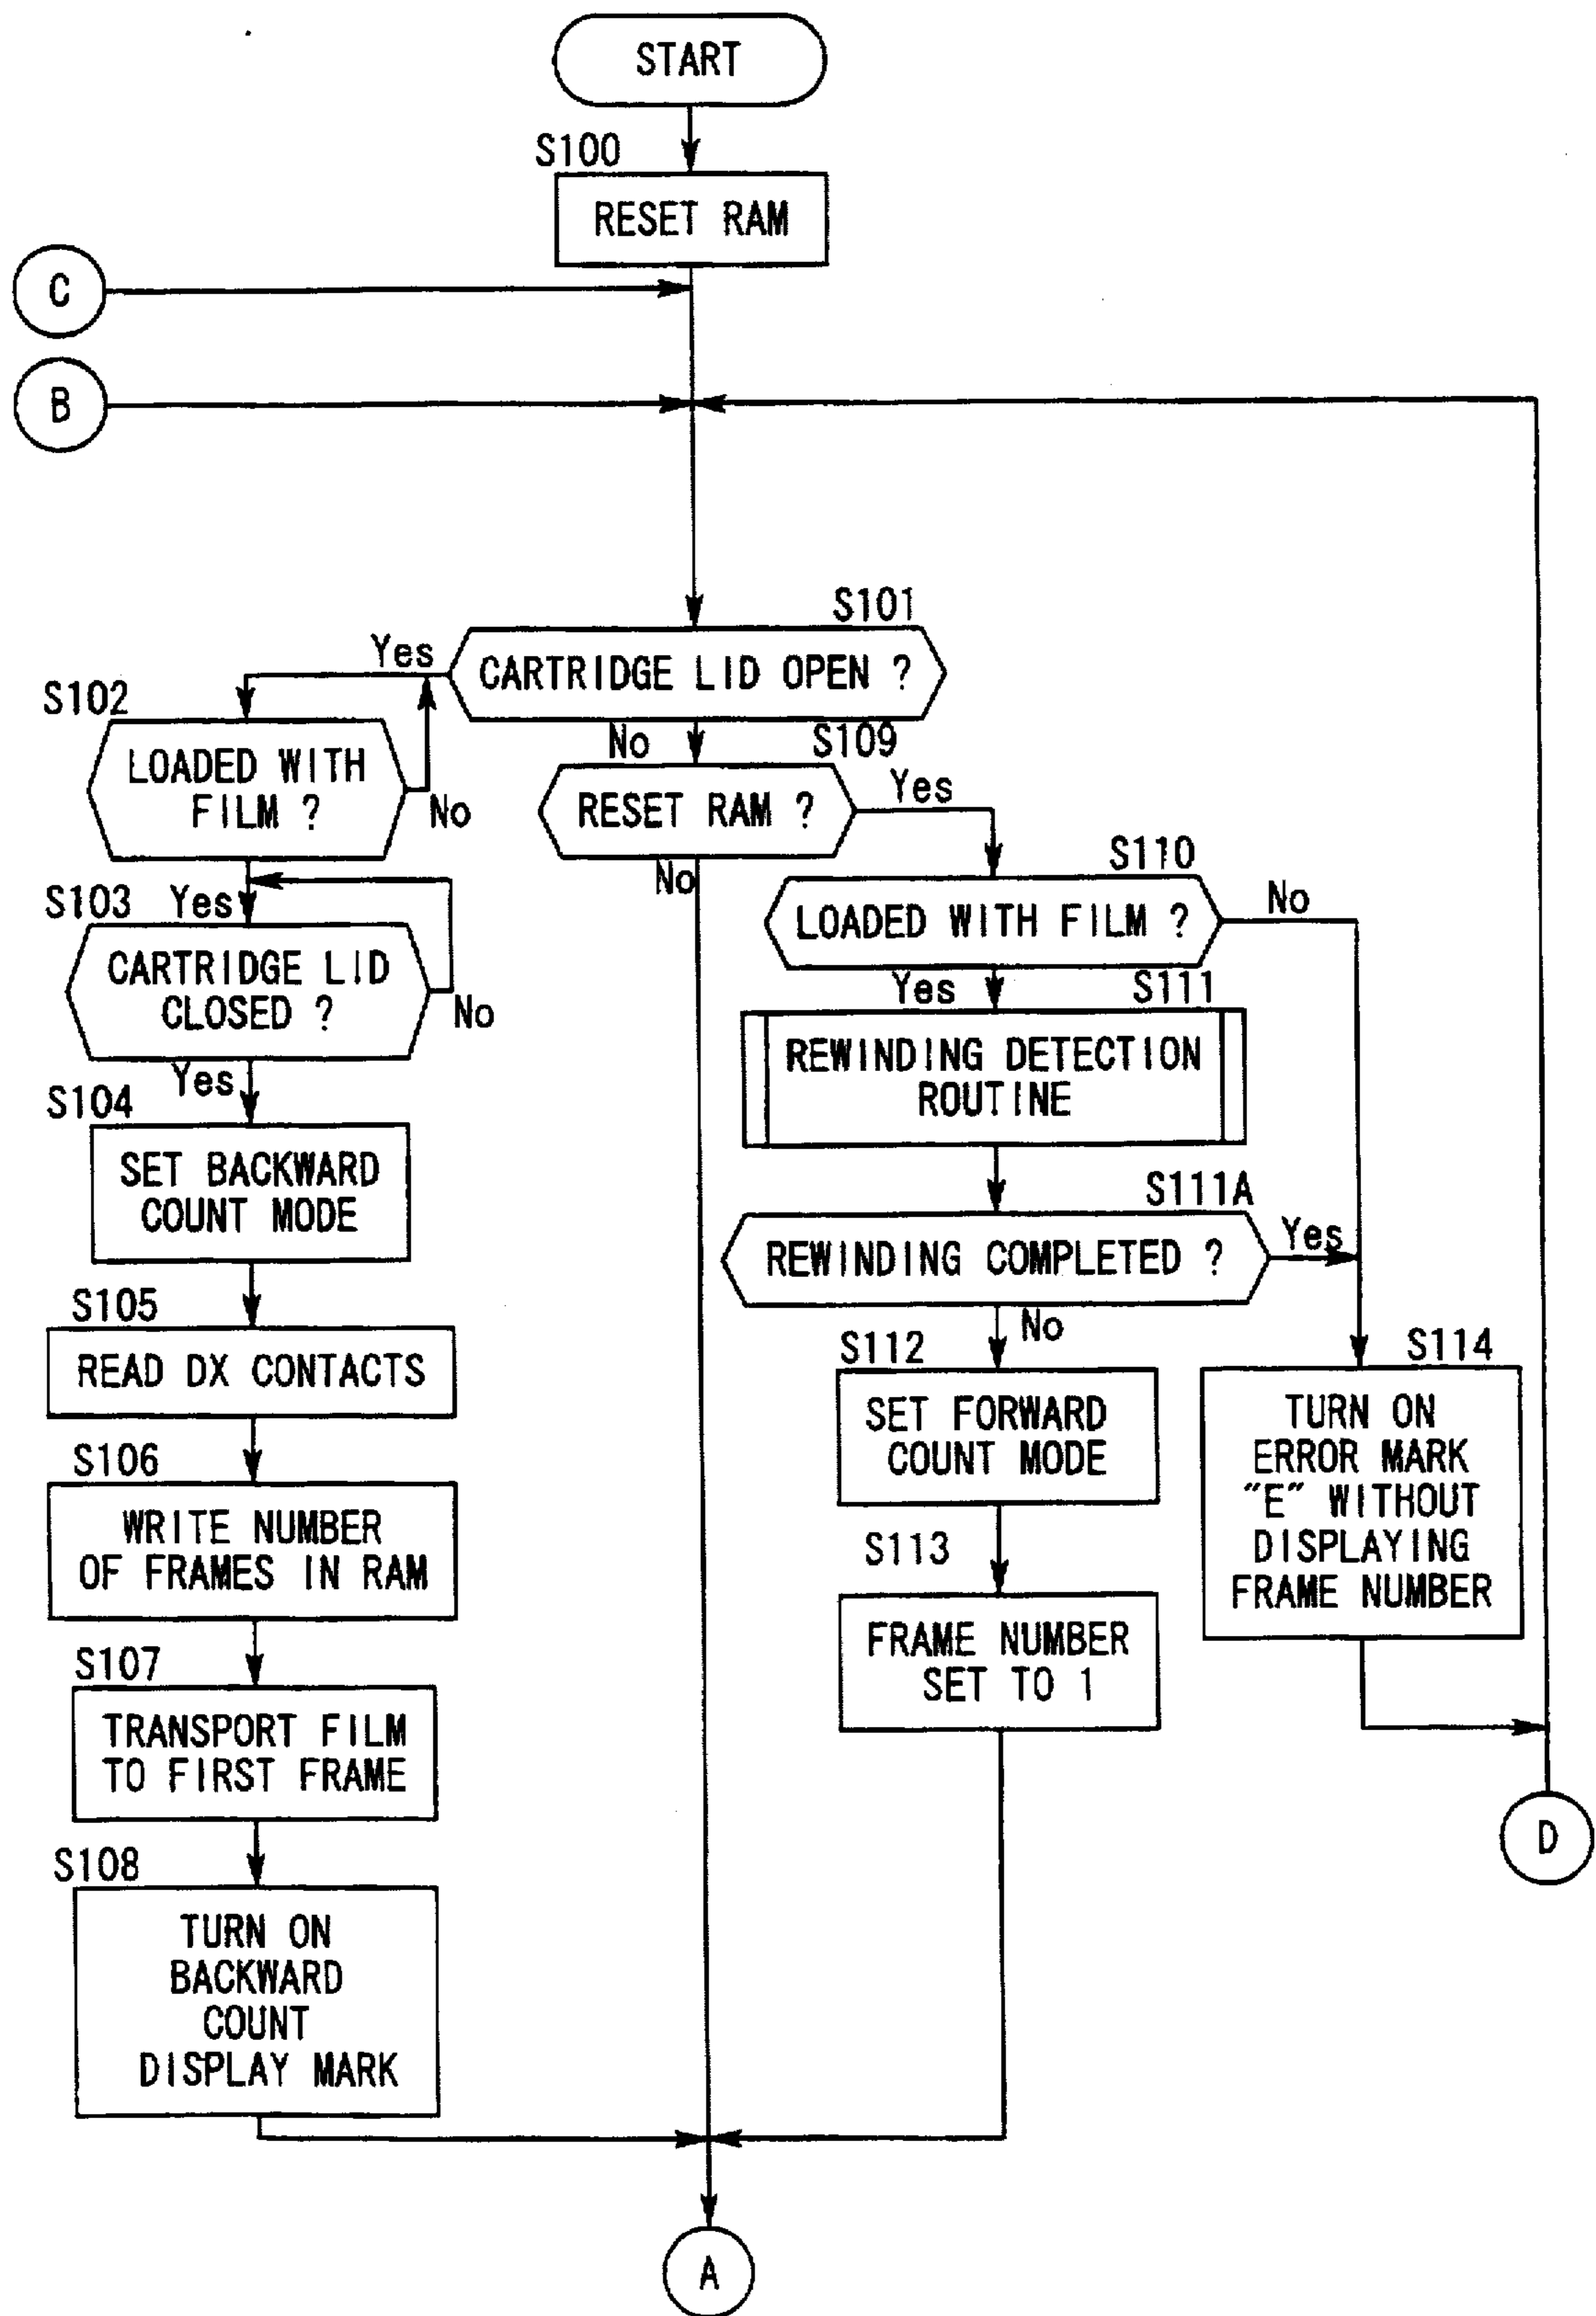 START
S100
RESET RAM
C
B
S101
CARTRIDGE LID OPEN ?
Yes
No
S102
LOADED WITH
FILM ?
No
Yes
S103
CARTRIDGE LID
CLOSED ?
No
Yes
S104
SET BACKWARD
COUNT MODE
S105
READ DX CONTACTS
S106
WRITE NUMBER
OF FRAMES IN RAM
S107
TRANSPORT FILM
TO FIRST FRAME
S108
TURN ON
BACKWARD
COUNT
DISPLAY MARK
S109
RESET RAM ?
Yes
No
S110
LOADED WITH FILM ?
No
Yes
S111
REWINDING DETECTION
ROUTINE
S111A
REWINDING COMPLETED ?
Yes
No
S112
SET FORWARD
COUNT MODE
S113
FRAME NUMBER
SET TO 1
S114
TURN ON
ERROR MARK
"E" WITHOUT
DISPLAYING
FRAME NUMBER
D
A